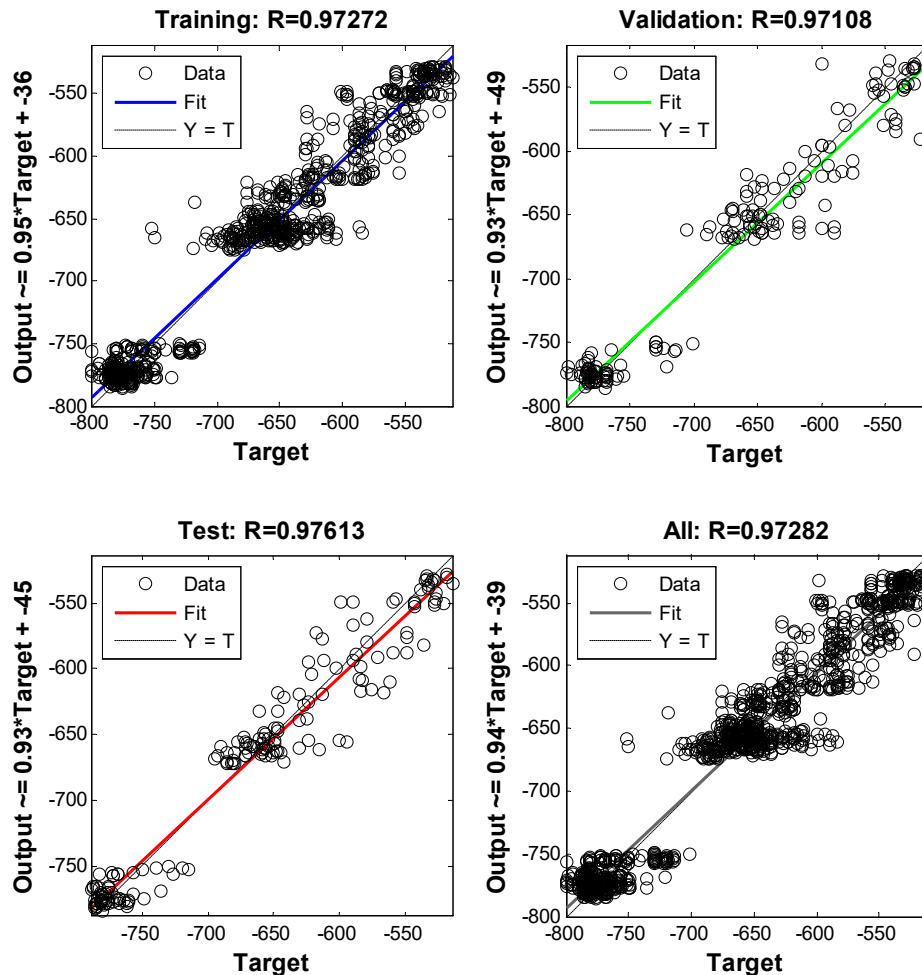 Training: R=0.97272
Output ~= 0.95*Target + -36
-550
-600
-650
-700
-750
-800
Data
Fit
Y = T
-800 -750 -700 -650 -600 -550
Target
Validation: R=0.97108
Output ~= 0.93*Target + -49
-550
-600
-650
-700
-750
-800
Data
Fit
Y = T
-800 -750 -700 -650 -600 -550
Target
Test: R=0.97613
Output ~= 0.93*Target + -45
-550
-600
-650
-700
-750
Data
Fit
Y = T
-750 -700 -650 -600 -550
Target
All: R=0.97282
Output ~= 0.94*Target + -39
-550
-600
-650
-700
-750
-800
Data
Fit
Y = T
-800 -750 -700 -650 -600 -550
Target